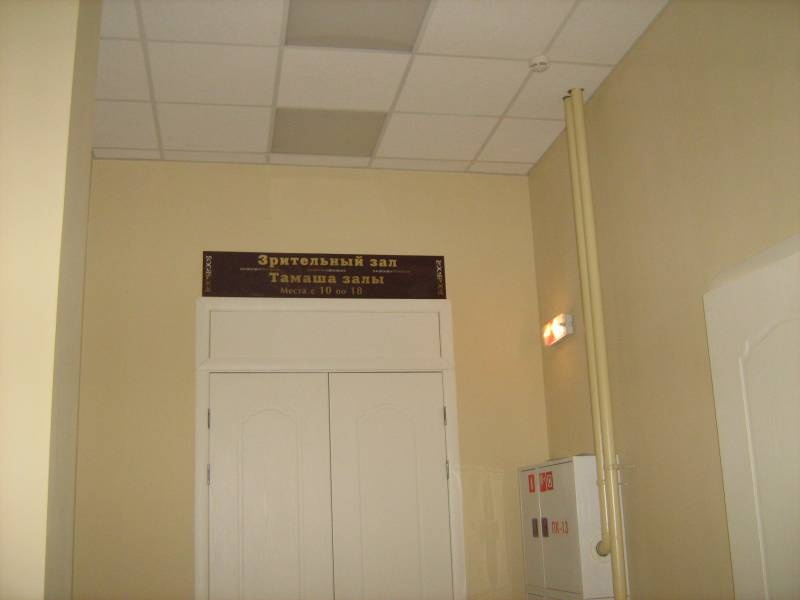 Зрительный зал
Тамаша залы
Места с 10 по 18
ПК-13